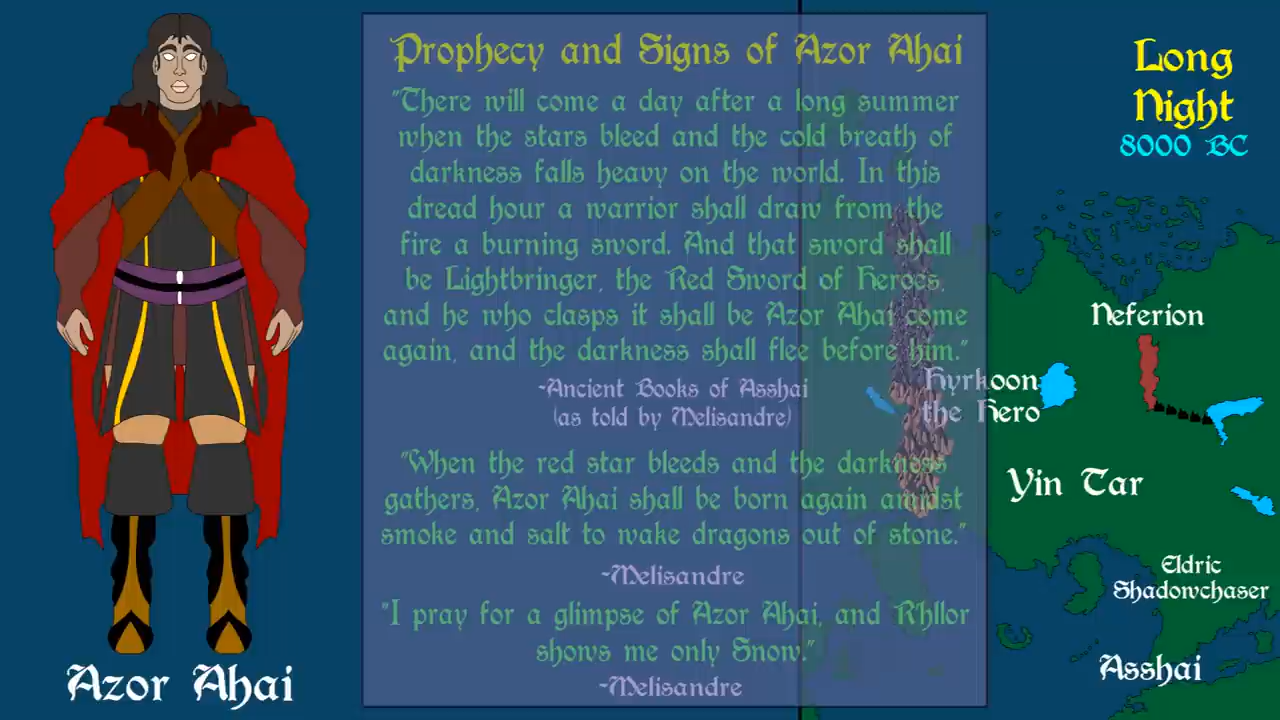 Prophecy and Signs of Azor Ahai
"There will come a day after a long summer
when the stars bleed and the cold breath of
darkness falls heavy on the world. In this
dread hour a warrior shall draw from the
fire a burning sword. And that sword shall
be Lightbringer, the Red Sword of Heroes,
and he who clasps it shall be Azor Ahai come
again, and the darkness shall flee before him."
-Ancient Books of Asshai
(as told by Melisandre)
"When the red star bleeds and the darkness
gathers, Azor Ahai shall be born again amidst
smoke and salt to wake dragons out of stone."
-Melisandre
"I pray for a glimpse of Azor Ahai, and R'hllor
shows me only Snow."
-Melisandre
Azor Ahai
Long
Night
8000 BC
Neferion
Hyrkoon
the Hero
Yin Tar
Eldric
Shadowchaser
Asshai